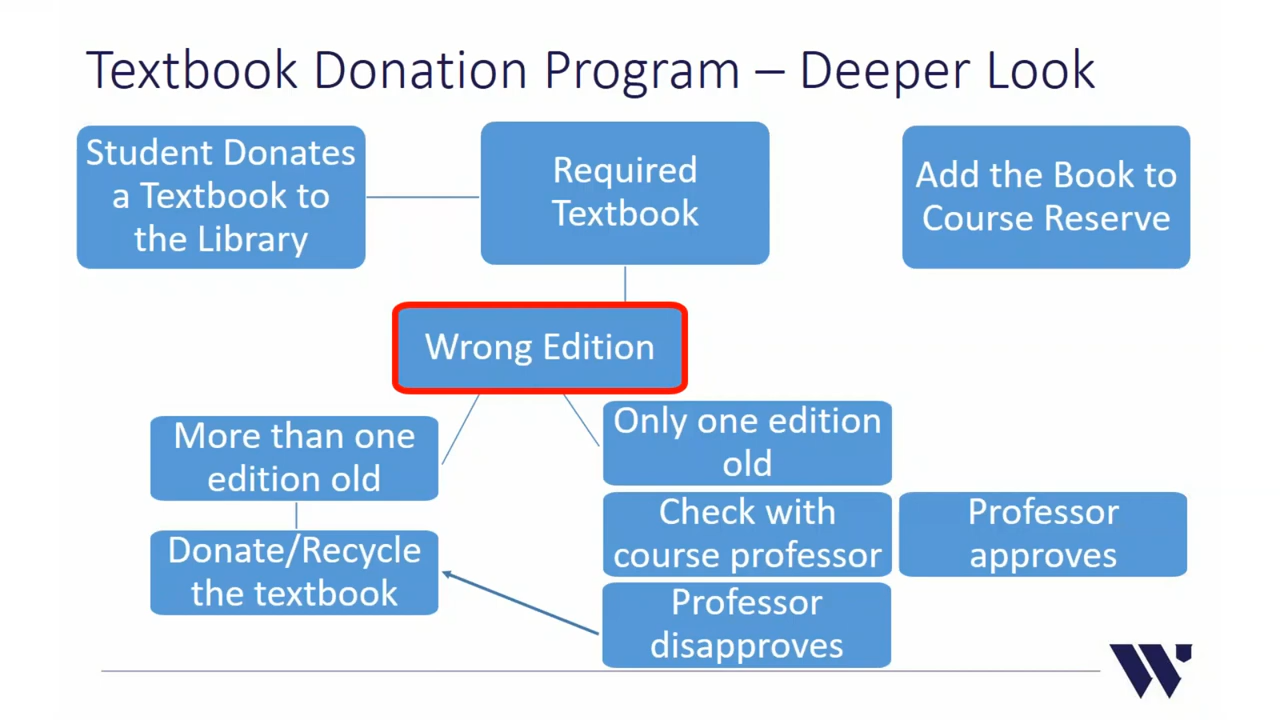 Textbook Donation Program – Deeper Look
Student Donates
a Textbook to
the Library
Required
Textbook
Add the Book to
Course Reserve
Wrong Edition
More than one
edition old
Only one edition
old
Donate/Recycle
the textbook
Check with
course professor
Professor
approves
Professor
disapproves
W